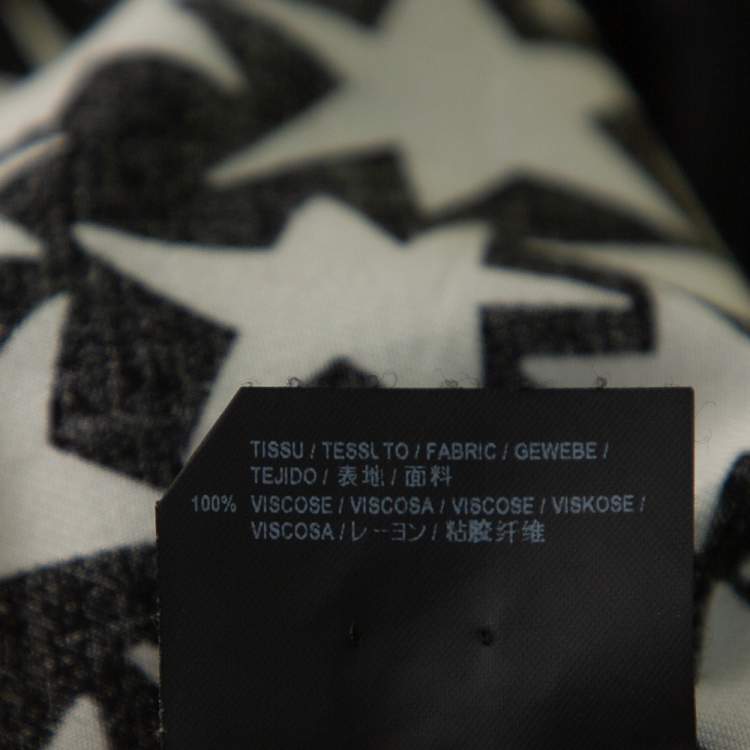 TISSU / TESSUTO / FABRIC / GEWEBE /
TEJIDO / 表地 / 面料
100% VISCOSE / VISCOSA / VISCOSE / VISKOSE /
VISCOSA / レーヨン / 粘胶纤维